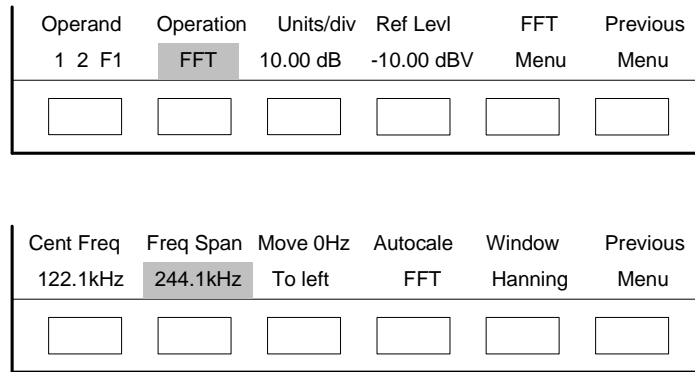 Operand Operation Units/div Ref Levl FFT Previous
1 2 F1 FFT 10.00 dB -10.00 dBV Menu Menu
Cent Freq Freq Span Move 0Hz Autocale Window Previous
122.1kHz 244.1kHz To left FFT Hanning Menu